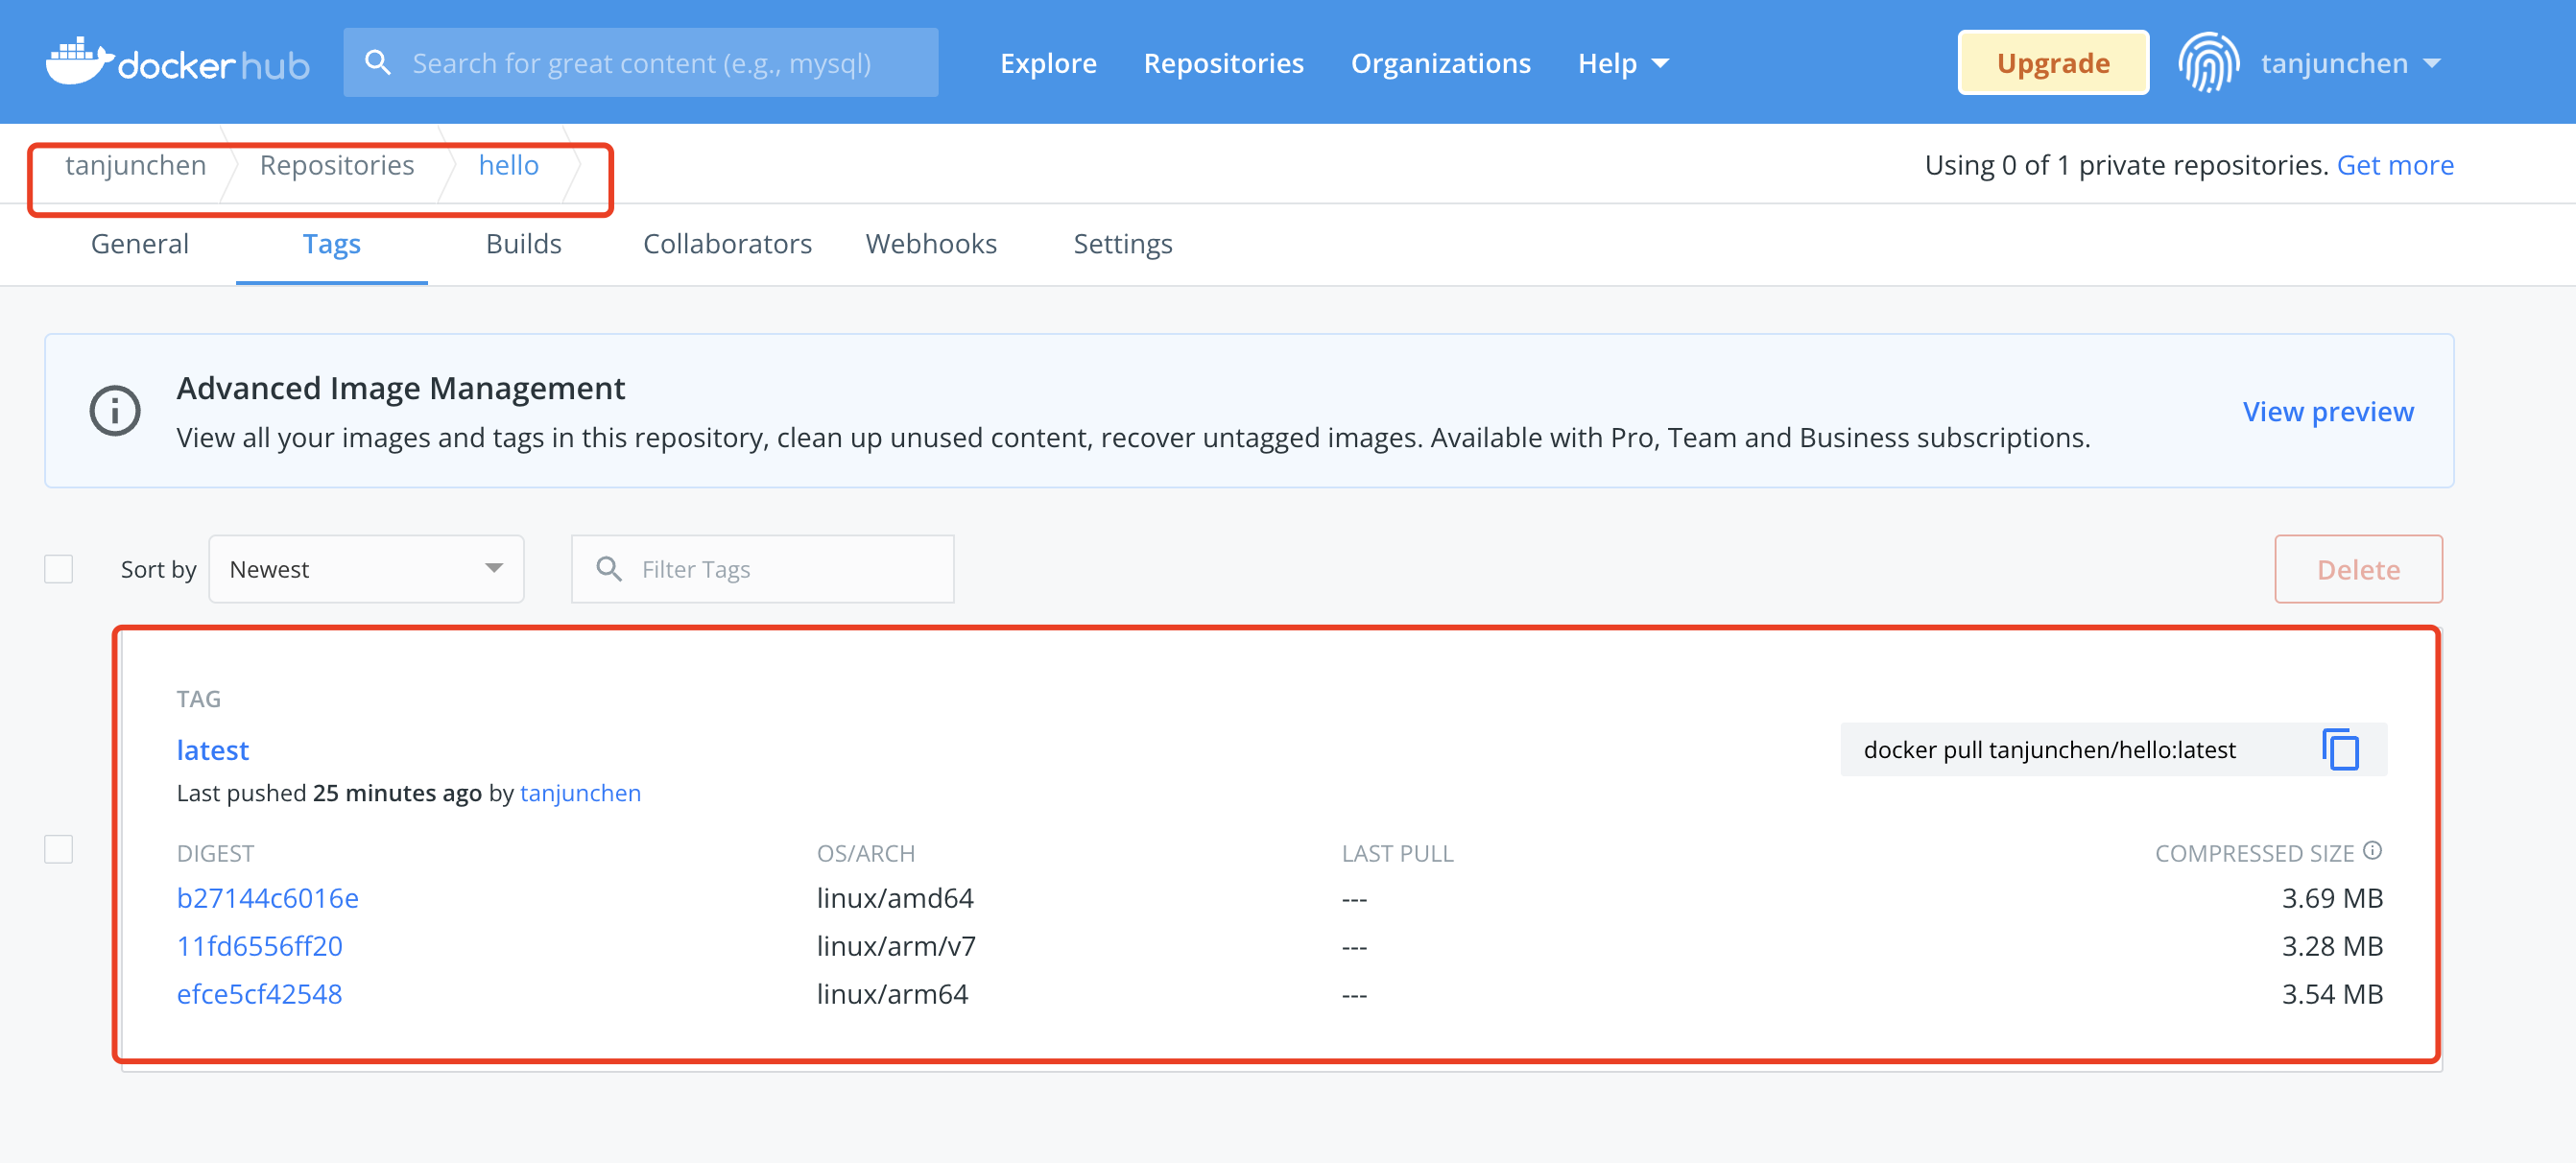 dockerhub Search for great content (e.g., mysql) Explore Repositories Organizations Help Upgrade tanjunchen
tanjunchen Repositories hello Using 0 of 1 private repositories. Get more
General Tags Builds Collaborators Webhooks Settings
Advanced Image Management
View all your images and tags in this repository, clean up unused content, recover untagged images. Available with Pro, Team and Business subscriptions.
View preview
Sort by Newest Filter Tags Delete
TAG
latest
docker pull tanjunchen/hello:latest
Last pushed 25 minutes ago by tanjunchen
DIGEST OS/ARCH LAST PULL COMPRESSED SIZE
b27144c6016e linux/amd64 --- 3.69 MB
11fd6556ff20 linux/arm/v7 --- 3.28 MB
efce5cf42548 linux/arm64 --- 3.54 MB